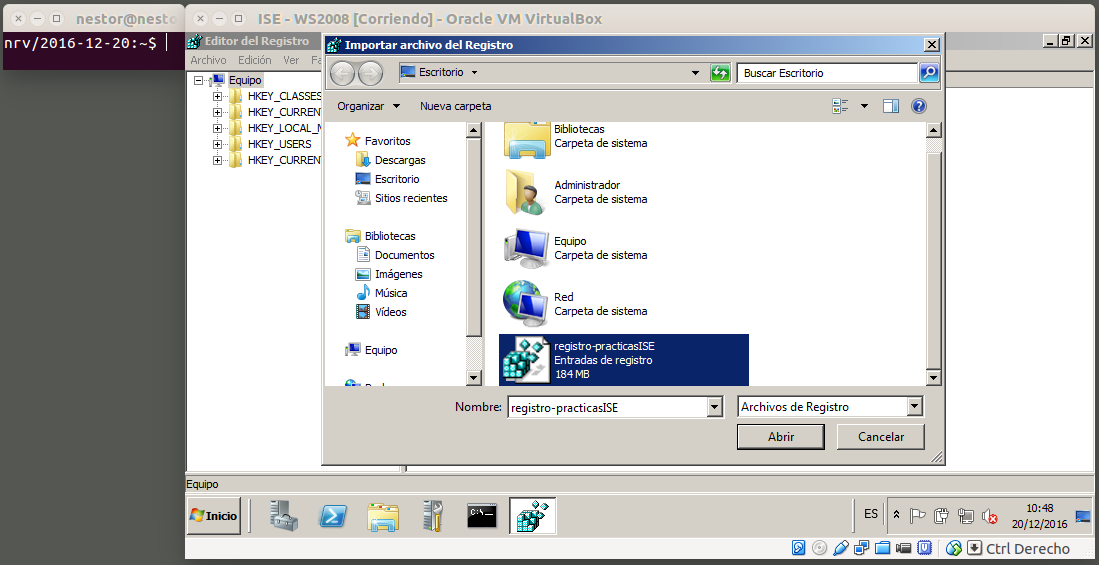 nestor@nesto
nrv/2016-12-20:~$
ISE - WS2008 [Corriendo] - Oracle VM VirtualBox
Editor del Registro
Archivo Edición Ver Fa
Equipo
HKEY_CLASSES
HKEY_CURRENT
HKEY_LOCAL_M
HKEY_USERS
HKEY_CURRENT
Importar archivo del Registro
Escritorio
Buscar Escritorio
Organizar
Nueva carpeta
Favoritos
Descargas
Escritorio
Sitios recientes
Bibliotecas
Documentos
Imágenes
Música
Vídeos
Equipo
Bibliotecas
Carpeta de sistema
Administrador
Carpeta de sistema
Equipo
Carpeta de sistema
Red
Carpeta de sistema
registro-practicasISE
Entradas de registro
184 MB
Nombre:
registro-practicasISE
Archivos de Registro
Abrir
Cancelar
Equipo
Inicio
C:\
ES
10:48
20/12/2016
Ctrl Derecho